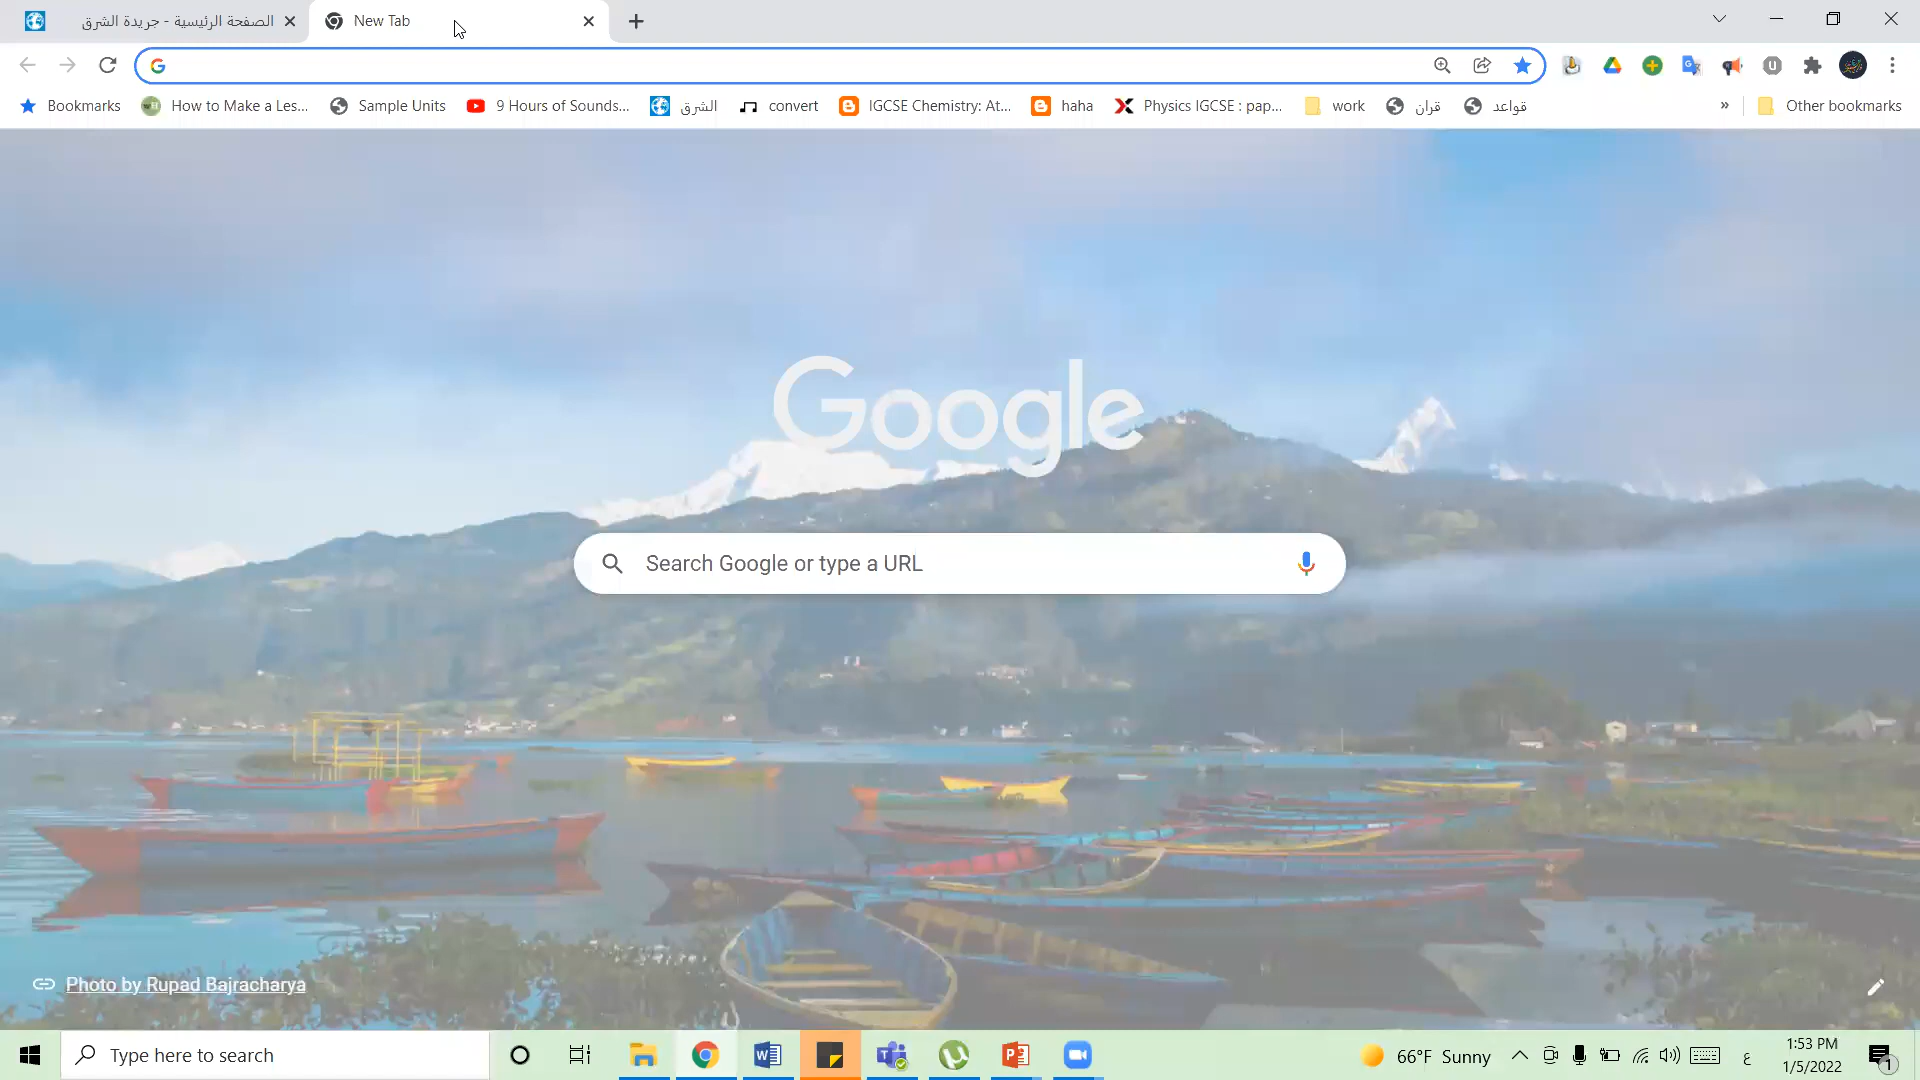 الصفحة الرئيسية - جريدة الشرق
New Tab
Bookmarks
How to Make a Les...
Sample Units
9 Hours of Sounds...
الشرق
convert
IGCSE Chemistry: At...
haha
Physics IGCSE : pap...
work
قران
قواعد
»
Other bookmarks
Google
Search Google or type a URL
Photo by Rupad Bajracharya
Type here to search
66°F Sunny
ع
1:53 PM
1/5/2022
1